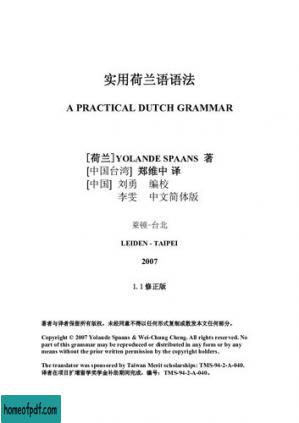 实用荷兰语语法
A PRACTICAL DUTCH GRAMMAR
[荷兰]YOLANDE SPAANS 著
[中国台湾] 郑维中 译
[中国] 刘勇 编校
李雯 中文简体版
莱顿-台北
LEIDEN - TAIPEI
2007
1.1修正版
著者与译者保留所有版权，未经同意不得以任何形式复制或散发本文任何部分。
Copyright © 2007 Yolande Spaans & Wei-Chung Cheng. All rights reserved. No
part of this grammar may be reproduced or distributed in any form or by any
means without the prior written permission by the copyright holders.
The translator was sponsored by Taiwan Merit scholarships: TMS-94-2-A-040.
译者在项目扩增留学奖学金补助期间完成，编号：TMS-94-2-A-040。
homeofpdf.com